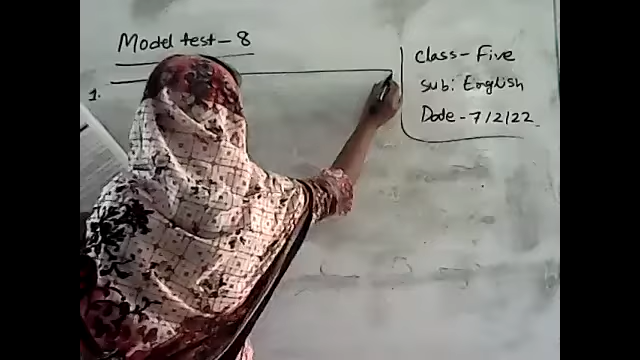 Model test - 8
1.
Class - Five
Sub: English
Date - 7/2/22